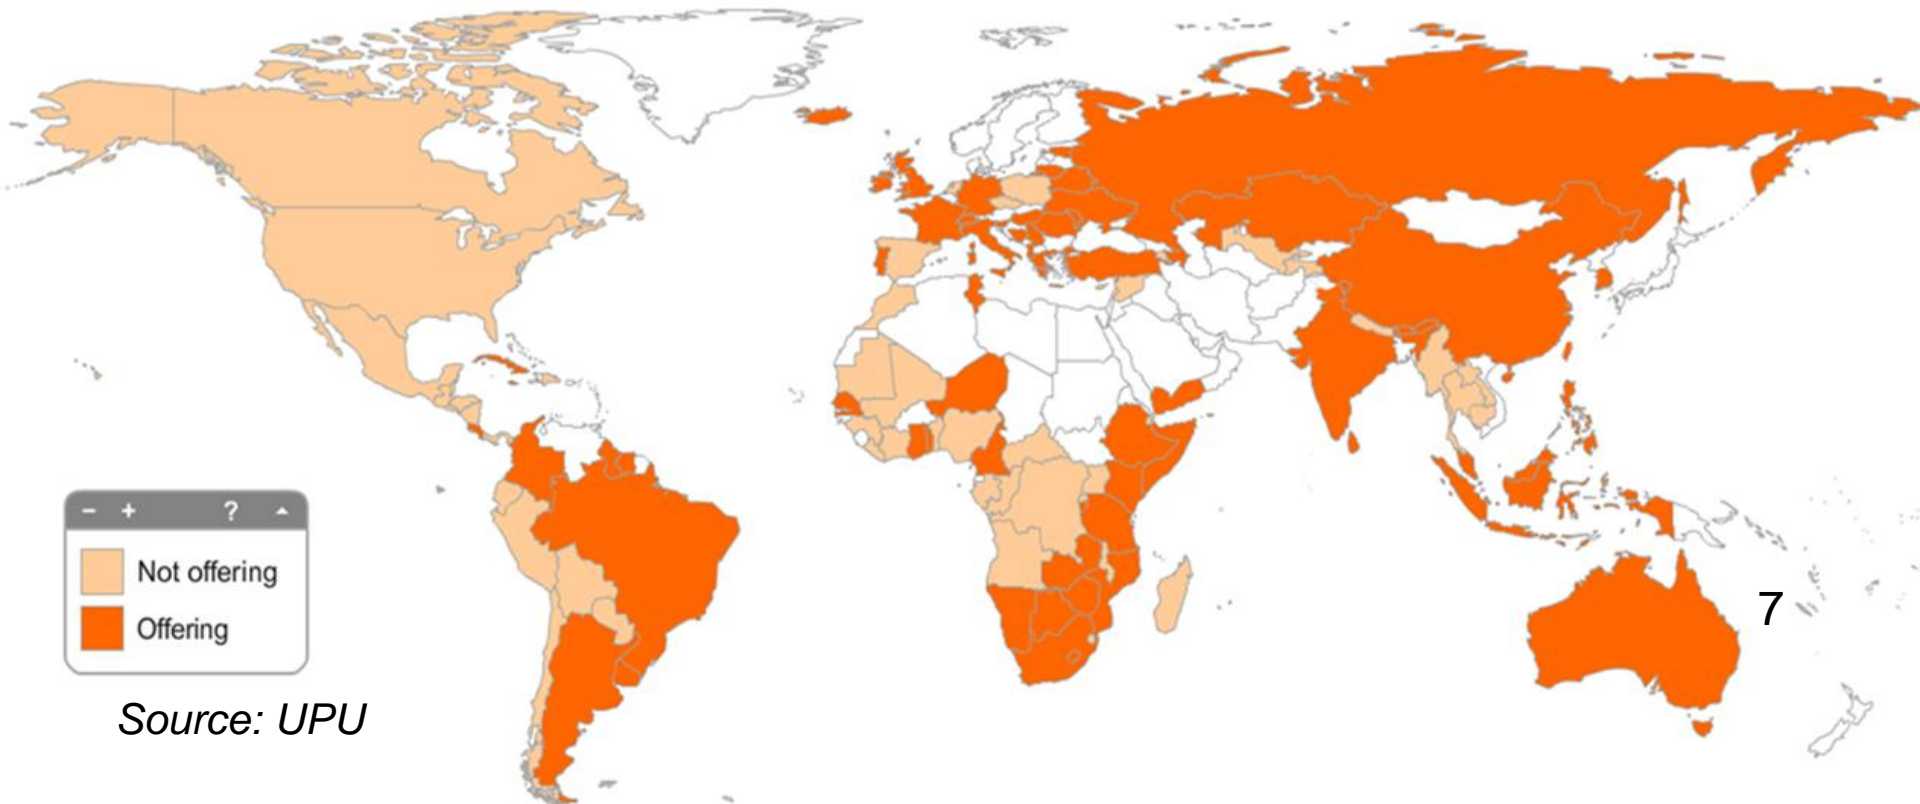 − + ?
Not offering
Offering
Source: UPU
7